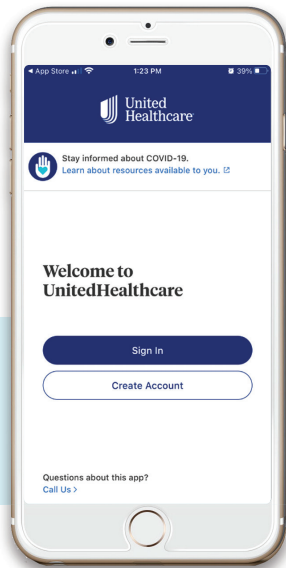 App Store 1:23 PM 39%
United
Healthcare
Stay informed about COVID-19.
Learn about resources available to you.
Welcome to
UnitedHealthcare
Sign In
Create Account
Questions about this app?
Call Us >